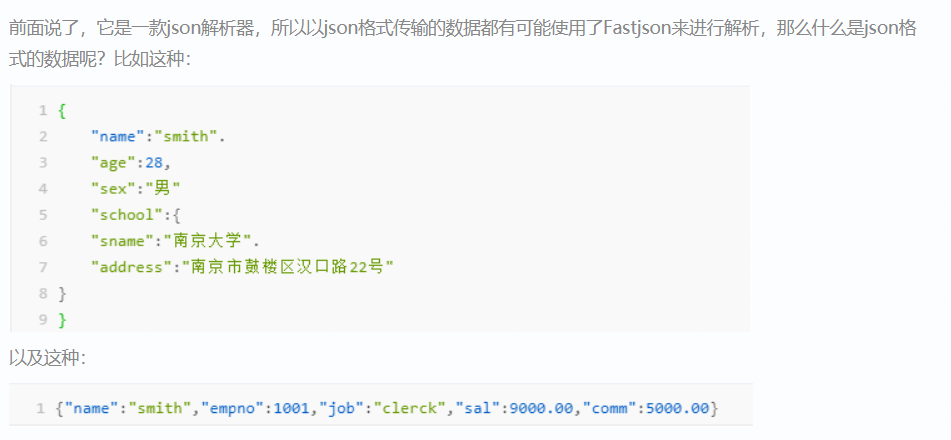 前面说了，它是一款json解析器，所以以json格式传输的数据都有可能使用了Fastjson来进行解析，那么什么是json格
式的数据呢？比如这种：
1 {
2 "name":"smith".
3 "age":28,
4 "sex":"男"
5 "school":{
6 "sname":"南京大学".
7 "address":"南京市鼓楼区汉口路22号"
8 }
9 }
以及这种：
1 {"name":"smith","empno":1001,"job":"clerck","sal":9000.00,"comm":5000.00}